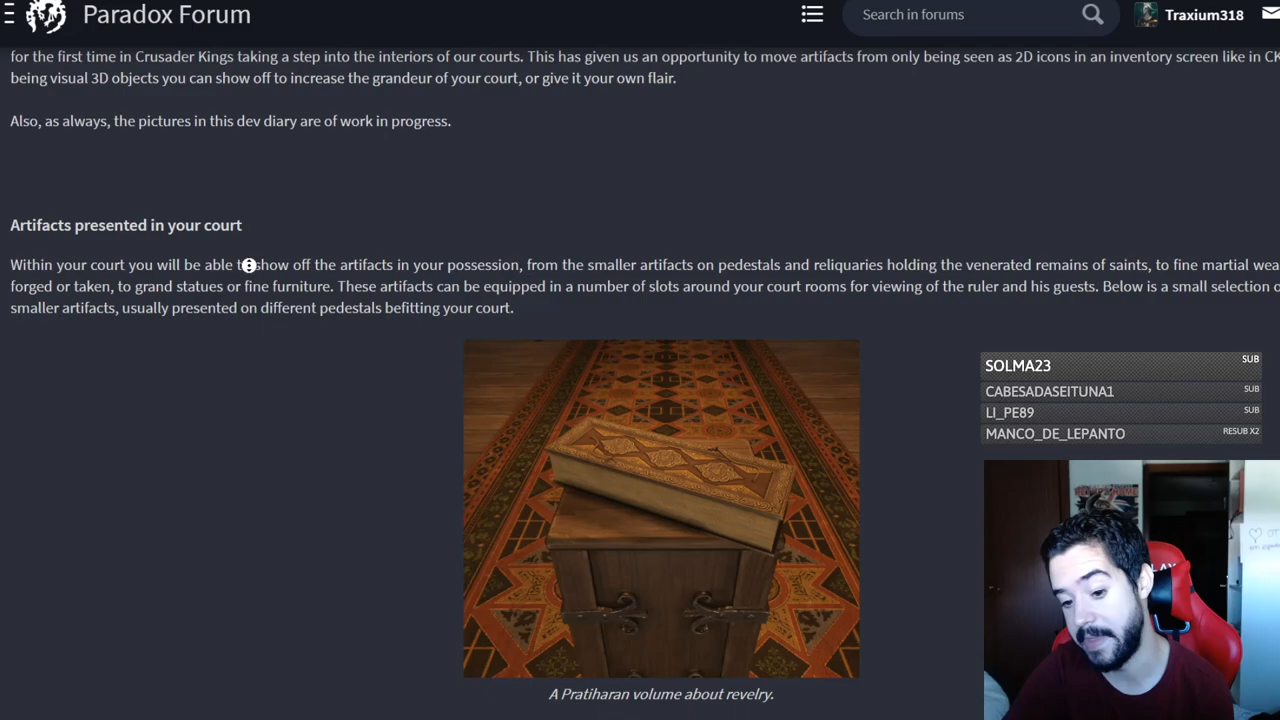 Paradox Forum
Search in forums
Traxium318
for the first time in Crusader Kings taking a step into the interiors of our courts. This has given us an opportunity to move artifacts from only being seen as 2D icons in an inventory screen like in CK
being visual 3D objects you can show off to increase the grandeur of your court, or give it your own flair.
Also, as always, the pictures in this dev diary are of work in progress.
Artifacts presented in your court
Within your court you will be able to show off the artifacts in your possession, from the smaller artifacts on pedestals and reliquaries holding the venerated remains of saints, to fine martial wea
forged or taken, to grand statues or fine furniture. These artifacts can be equipped in a number of slots around your court rooms for viewing of the ruler and his guests. Below is a small selection o
smaller artifacts, usually presented on different pedestals befitting your court.
SOLMA23 SUB
CABESADASEITUNA1 SUB
LI_PE89 SUB
MANCO_DE_LEPANTO RESUB X2
A Pratiharan volume about revelry.